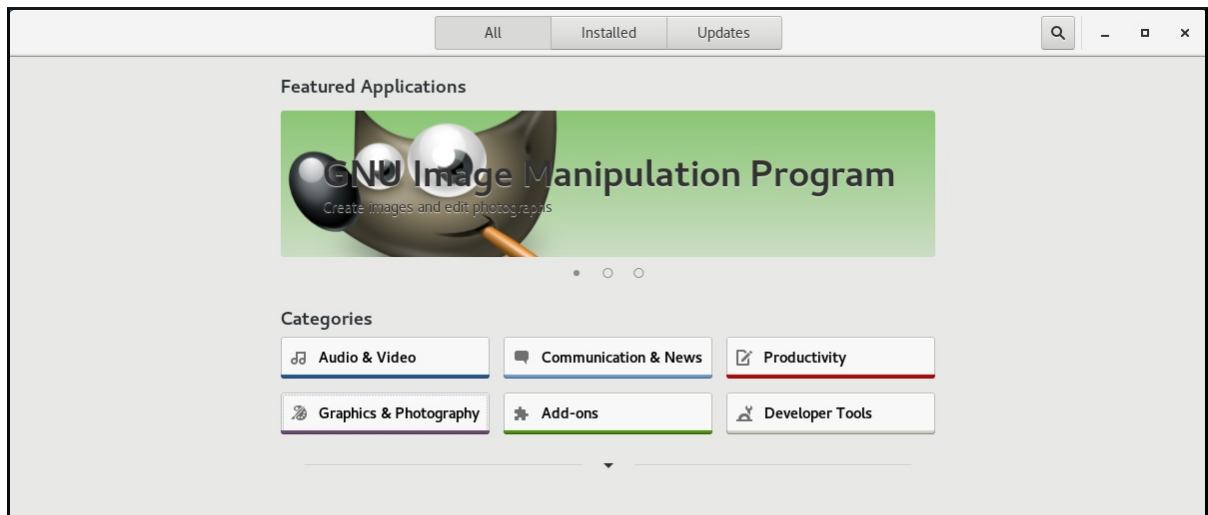 All Installed Updates
Featured Applications
GNU Image Manipulation Program
Create images and edit photographs
Categories
Audio & Video Communication & News Productivity
Graphics & Photography Add-ons Developer Tools